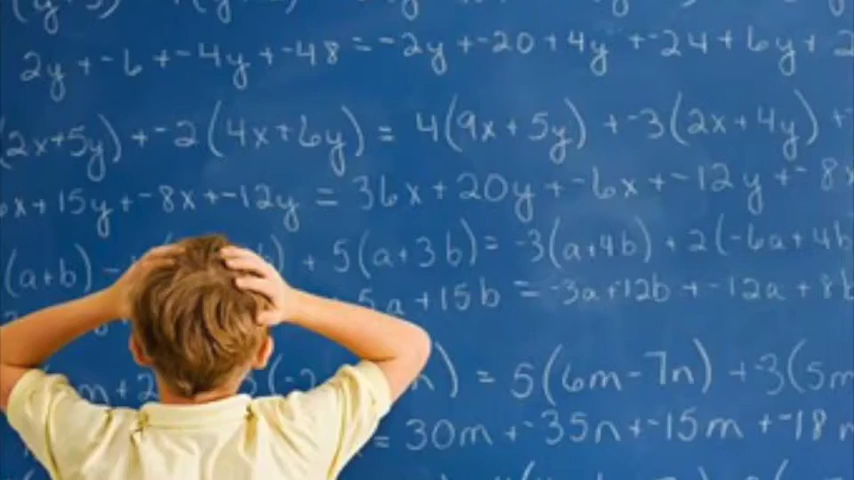 2y + ⁻6 + ⁻4y + ⁻48 = ⁻2y + ⁻20 + 4y + ⁻24 + 6y +
(2x + 5y) + ⁻2(4x + 6y) = 4(9x + 5y) + ⁻3(2x + 4y) +
x + 15y + ⁻8x + ⁻12y = 36x + 20y + ⁻6x + ⁻12y + ⁻8x
(a + b) + 5(a + 3b) = ⁻3(a + 4b) + 2(⁻6a + 4b
5a + 15b = ⁻3a + 12b + ⁻12a + 8b
= 5(6m - 7n) + ⁻3(5m
= 30m + ⁻35n + ⁻15m + ⁻18